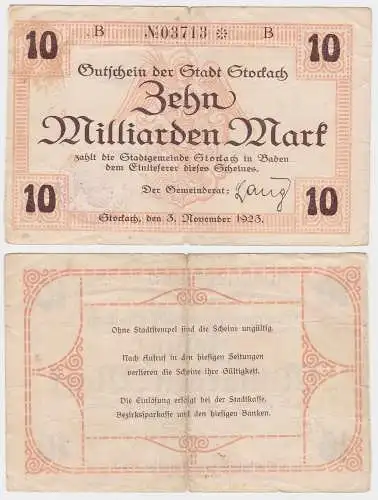 B №03713 ※ B
10 10
Gutschein der Stadt Stockach
Zehn
Milliarden Mark
zahlt die Stadtgemeinde Stockach in Baden
dem Einlieferer dieses Scheines.
10 10
Der Gemeinderat:
Stockach, den 3. November 1923.
Ohne Stadtstempel sind die Scheine ungültig.
Nach Aufruf in den hiesigen Zeitungen
verlieren die Scheine ihre Gültigkeit.
Die Einlösung erfolgt bei der Stadtkasse,
Bezirkssparkasse und den hiesigen Banken.